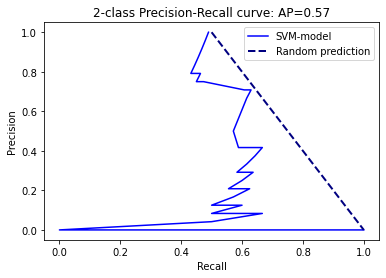 2-class Precision-Recall curve: AP=0.57
SVM-model
Random prediction
Precision
1.0
0.8
0.6
0.4
0.2
0.0
0.0 0.2 0.4 0.6 0.8 1.0
Recall